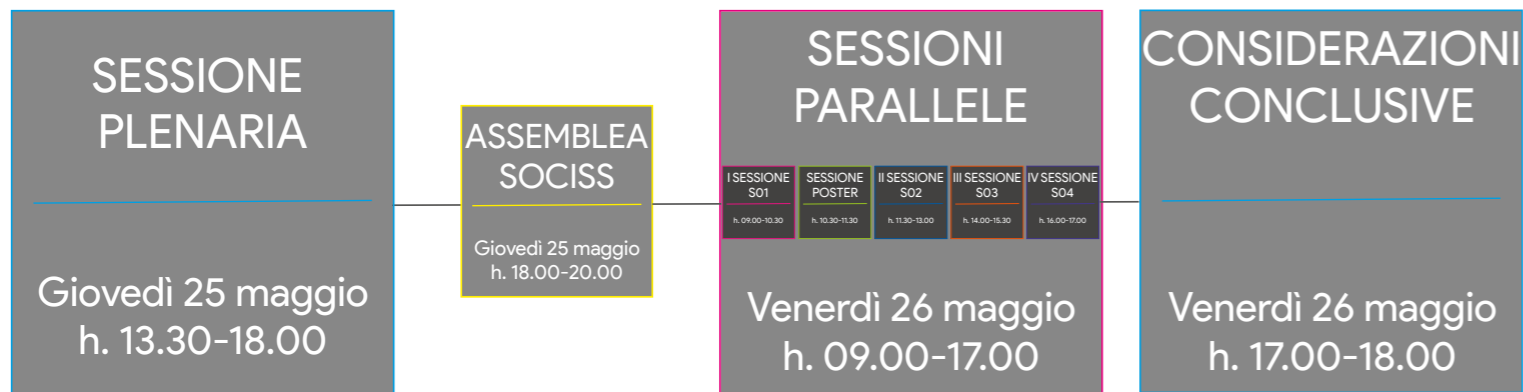 SESSIONE
PLENARIA
Giovedì 25 maggio
h. 13.30-18.00
ASSEMBLEA
SOCISS
Giovedì 25 maggio
h. 18.00-20.00
SESSIONI
PARALLELE
I SESSIONE
S01
h. 09.00-10.30
SESSIONE
POSTER
h. 10.30-11.30
II SESSIONE
S02
h. 11.30-13.00
III SESSIONE
S03
h. 14.00-15.30
IV SESSIONE
S04
h. 16.00-17.00
Venerdì 26 maggio
h. 09.00-17.00
CONSIDERAZIONI
CONCLUSIVE
Venerdì 26 maggio
h. 17.00-18.00